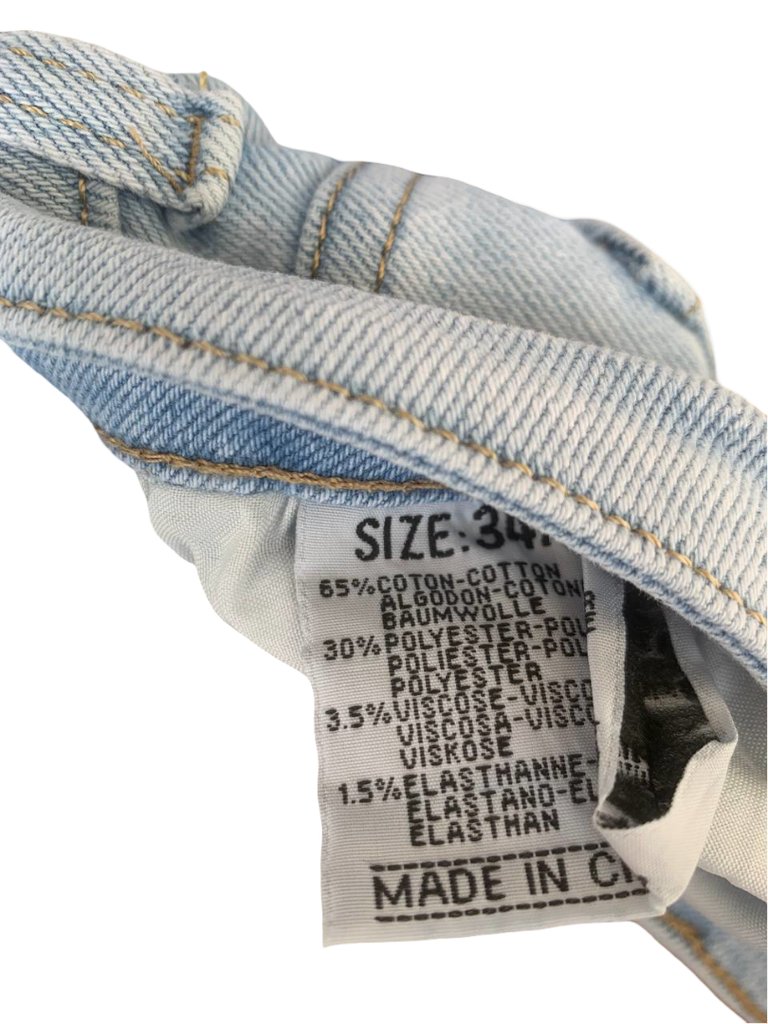 SIZE: 34
65% COTON-COTTON
ALGODON-COTON
BAUMWOLLE
30% POLYESTER-POL
POLIESTER-POL
POLYESTER
3.5% VISCOSE-VISCO
VISCOSA-VISC
VISKOSE
1.5% ELASTHANNE-
ELASTANO-EL
ELASTHAN
MADE IN C